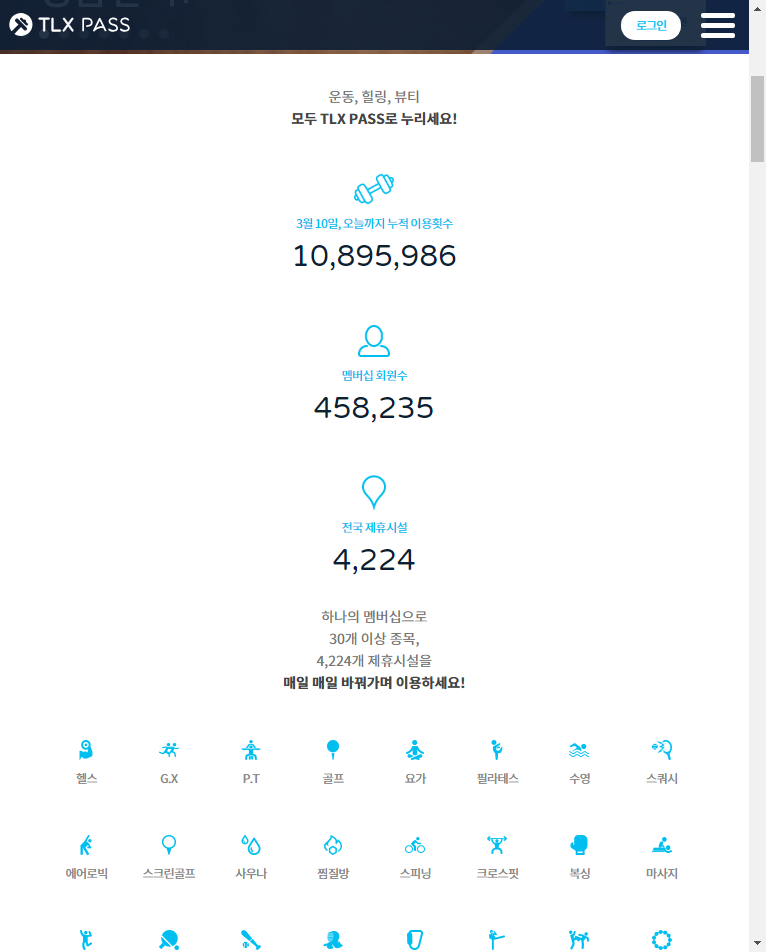 TLX PASS
로그인
운동, 힐링, 뷰티
모두 TLX PASS로 누리세요!
3월 10일, 오늘까지 누적 이용횟수
10,895,986
멤버십 회원수
458,235
전국 제휴시설
4,224
하나의 멤버십으로
30개 이상 종목,
4,224개 제휴시설을
매일 매일 바꿔가며 이용하세요!
헬스 G.X P.T 골프 요가 필라테스 수영 스쿼시
에어로빅 스크린골프 사우나 찜질방 스피닝 크로스핏 복싱 마사지